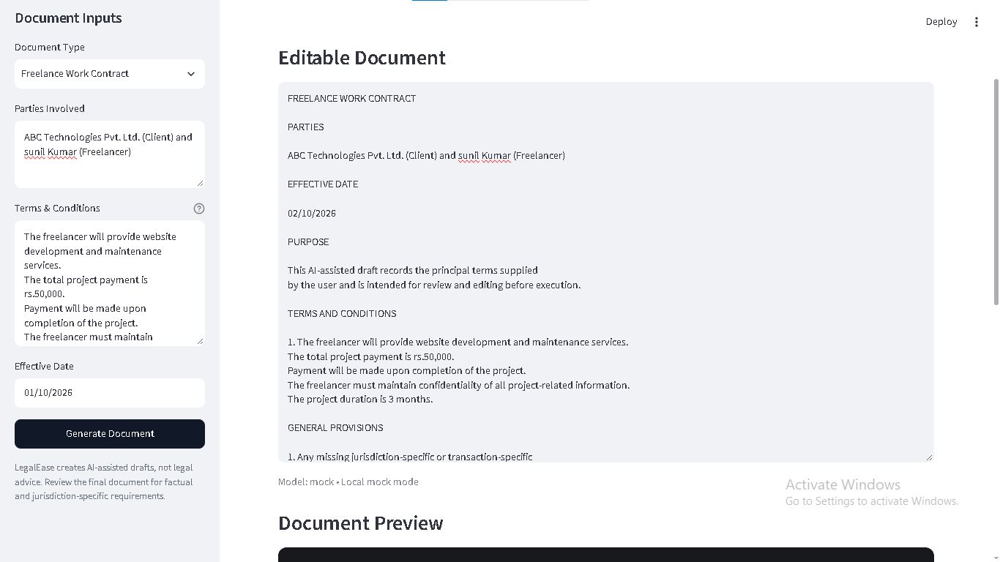 Document Inputs
Document Type
Freelance Work Contract
Parties Involved
ABC Technologies Pvt. Ltd. (Client) and
sunil Kumar (Freelancer)
Terms & Conditions
The freelancer will provide website
development and maintenance
services.
The total project payment is
rs.50,000.
Payment will be made upon
completion of the project.
The freelancer must maintain
Effective Date
01/10/2026
Generate Document
LegalEase creates AI-assisted drafts, not legal
advice. Review the final document for factual
and jurisdiction-specific requirements.
Deploy
Editable Document
FREELANCE WORK CONTRACT
PARTIES
ABC Technologies Pvt. Ltd. (Client) and sunil Kumar (Freelancer)
EFFECTIVE DATE
02/10/2026
PURPOSE
This AI-assisted draft records the principal terms supplied
by the user and is intended for review and editing before execution.
TERMS AND CONDITIONS
1. The freelancer will provide website development and maintenance services.
The total project payment is rs.50,000.
Payment will be made upon completion of the project.
The freelancer must maintain confidentiality of all project-related information.
The project duration is 3 months.
GENERAL PROVISIONS
1. Any missing jurisdiction-specific or transaction-specific
Model: mock • Local mock mode
Activate Windows
Go to Settings to activate Windows.
Document Preview